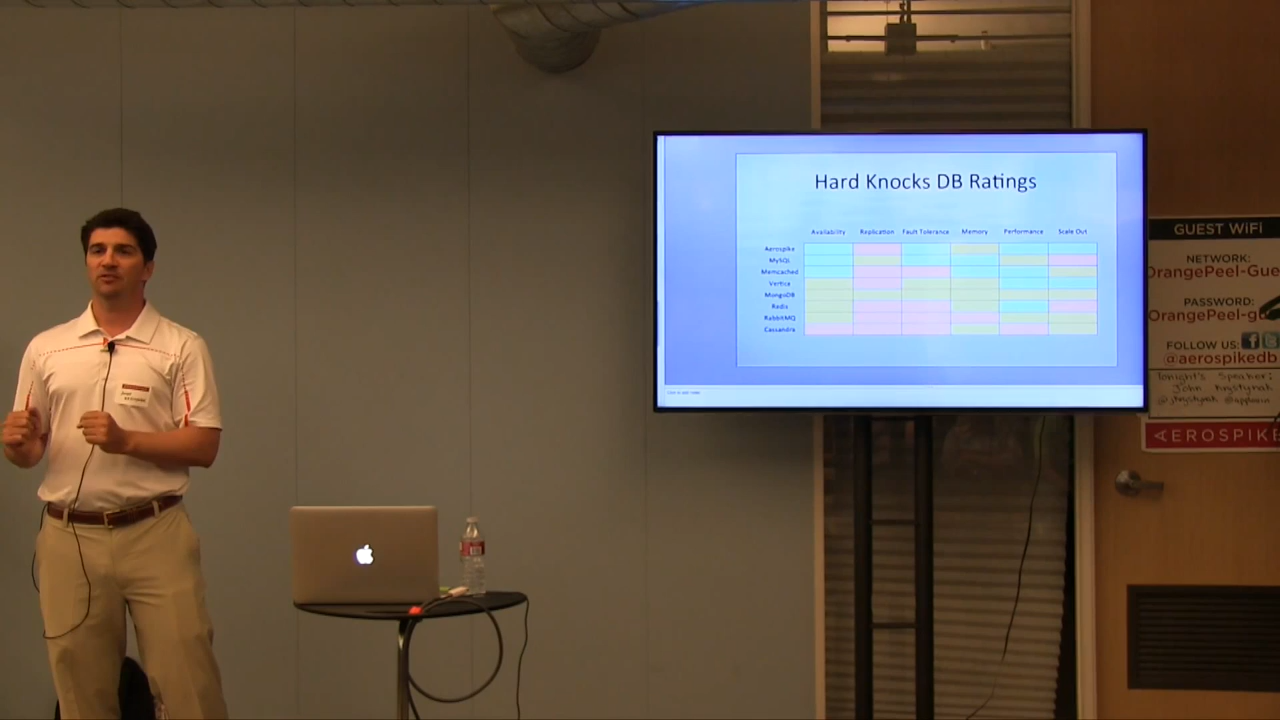 Hard Knocks DB Ratings
Availability Replication Fault Tolerance Memory Performance Scale Out
Aerospike
MySQL
Memcached
Vertica
MongoDB
Redis
RabbitMQ
Cassandra
GUEST WiFi
NETWORK:
OrangePeel-Gue
PASSWORD:
OrangePeel-gu
FOLLOW US:
@aerospikedb
Tonight's Speaker:
John
AEROSPIKE